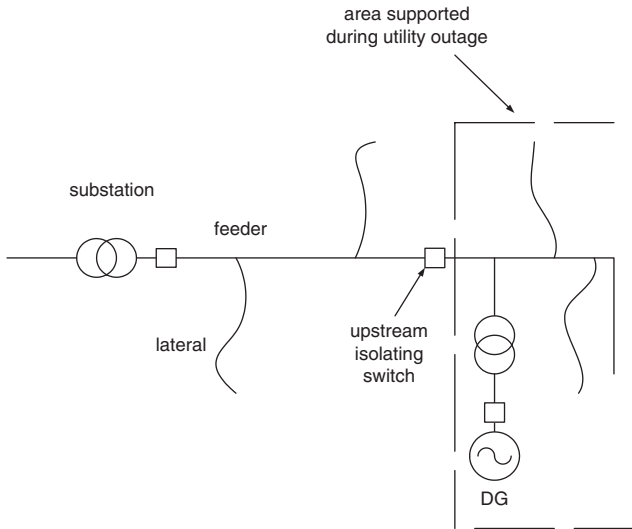 area supported
during utility outage
substation
feeder
lateral
upstream
isolating
switch
DG